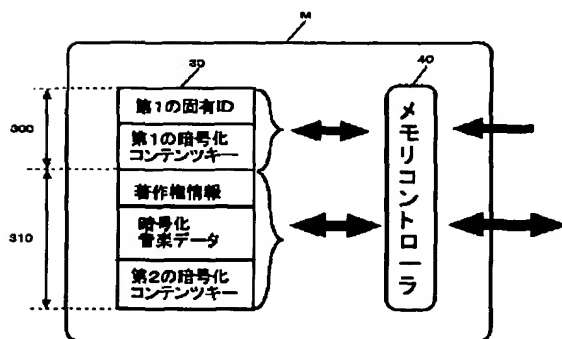 M
30
40
300
310
第1の固有ID
第1の暗号化
コンテンツキー
著作権情報
暗号化
音楽データ
第2の暗号化
コンテンツキー
メモリコントローラ